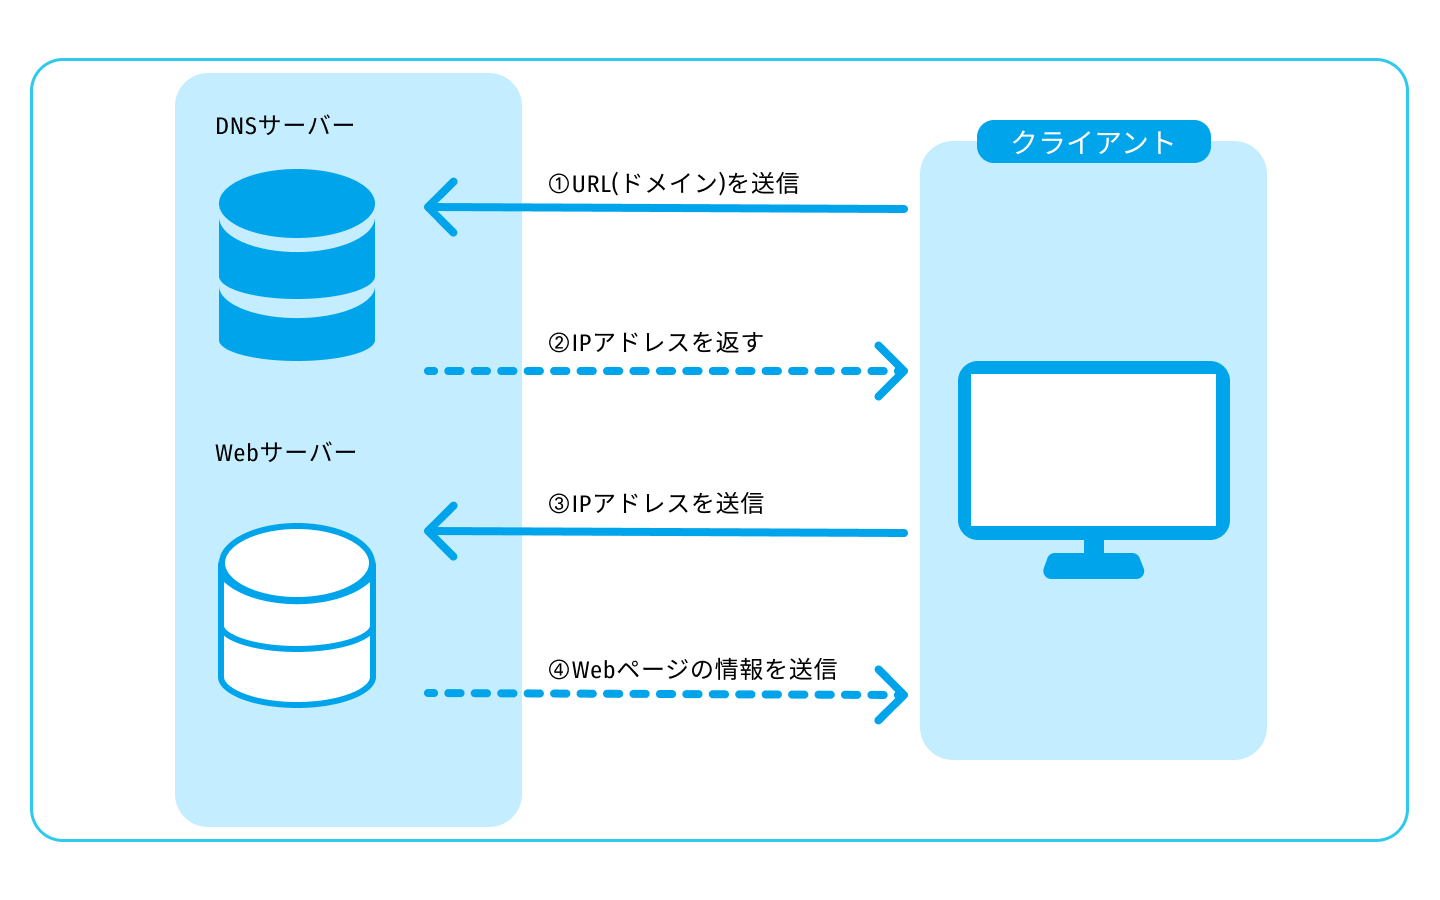 DNSサーバー
クライアント
①URL(ドメイン)を送信
②IPアドレスを返す
Webサーバー
③IPアドレスを送信
④Webページの情報を送信